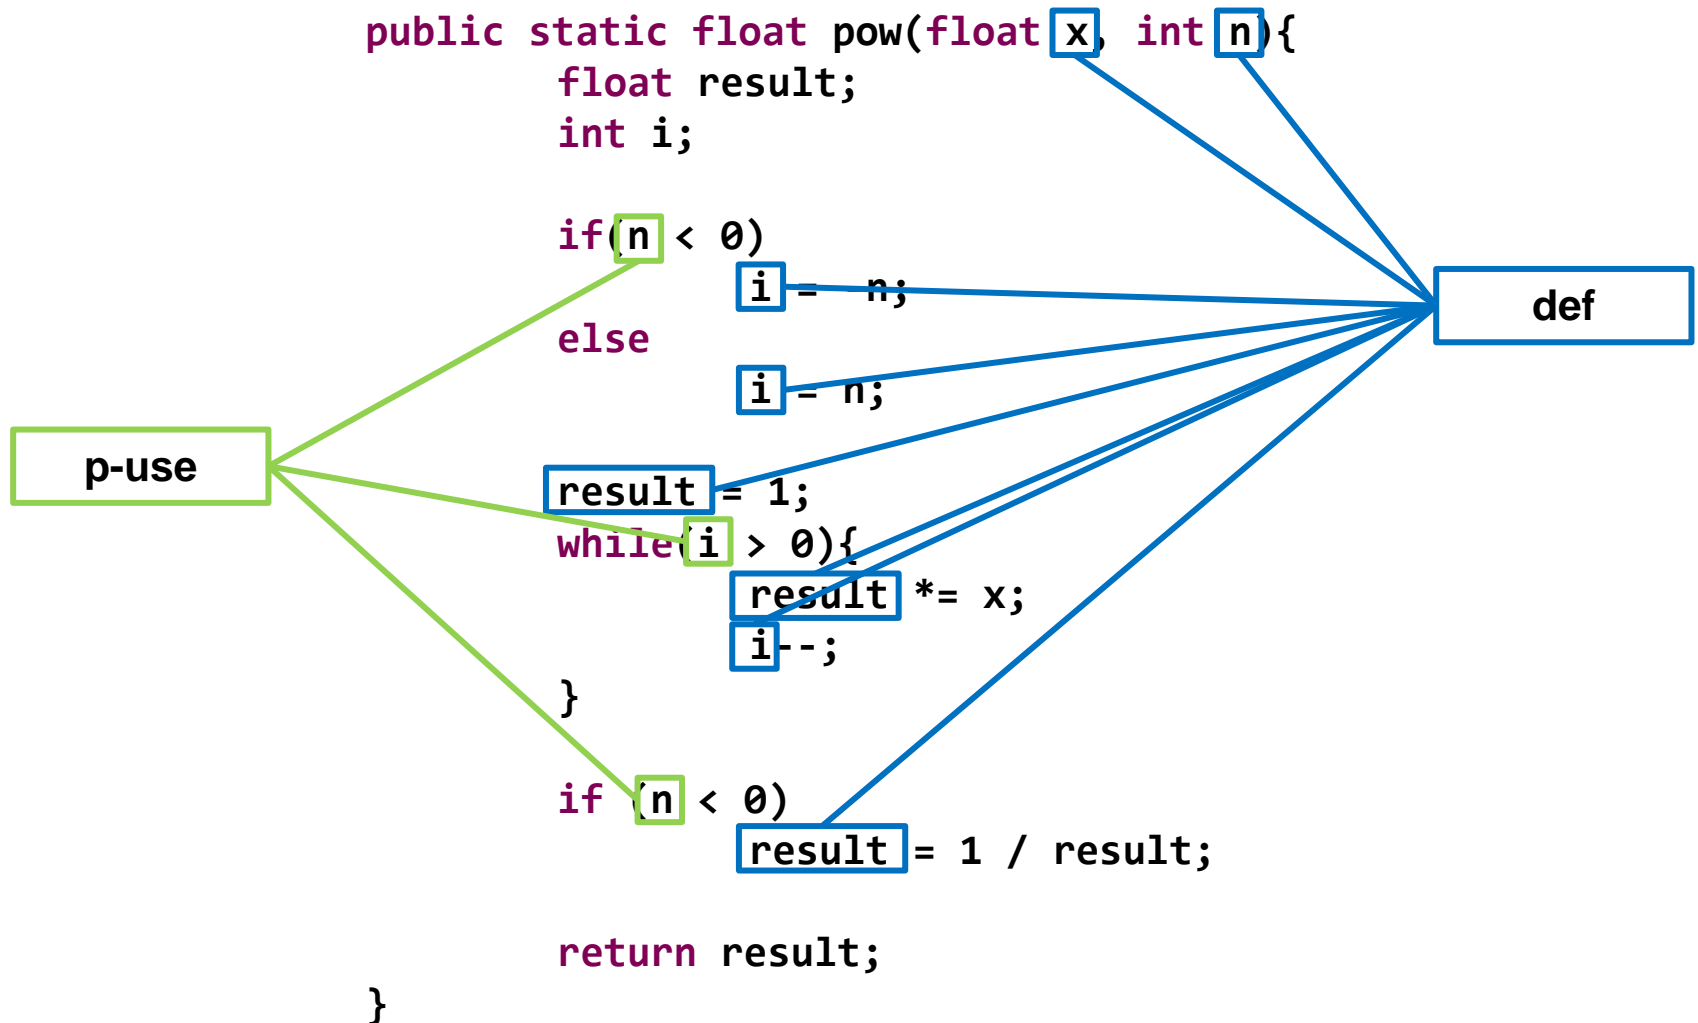 public static float pow(float x, int n){
float result;
int i;
if(n < 0)
i = -n;
def
else
i = n;
p-use
result = 1;
while(i > 0){
result *= x;
i--;
}
if (n < 0)
result = 1 / result;
return result;
}